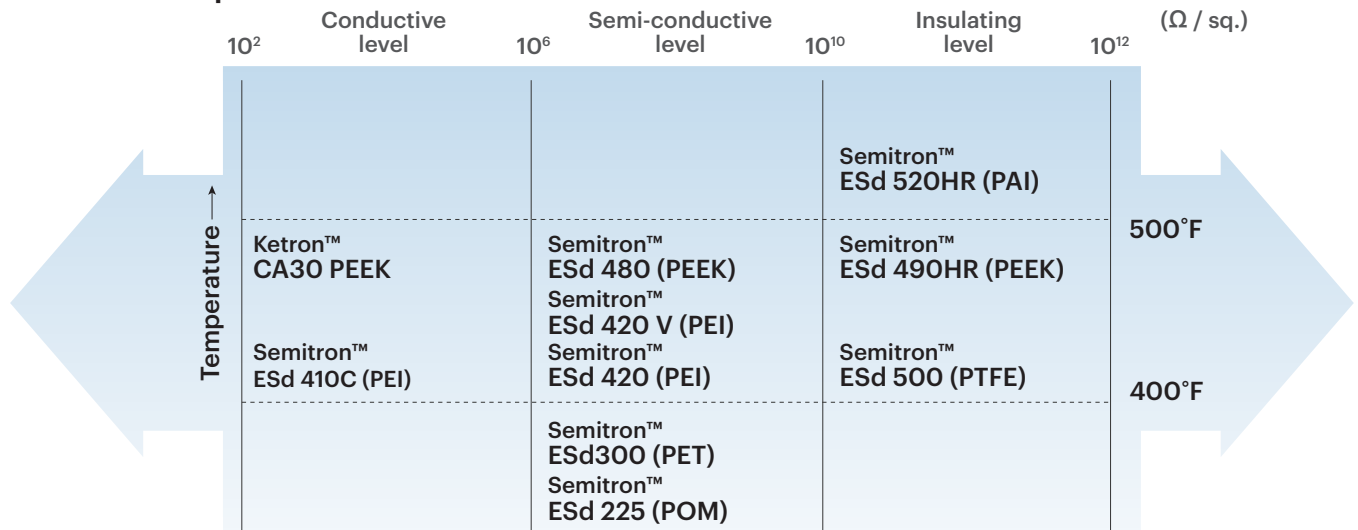 Conductive level
Semi-conductive level
Insulating level
(Ω / sq.)
10² 10⁶ 10¹⁰ 10¹²
Semitron™
ESd 520HR (PAI)
500°F
Ketron™
CA30 PEEK
Semitron™
ESd 480 (PEEK)
Semitron™
ESd 490HR (PEEK)
Semitron™
ESd 420 V (PEI)
Temperature →
Semitron™
ESd 410C (PEI)
Semitron™
ESd 420 (PEI)
Semitron™
ESd 500 (PTFE)
400°F
Semitron™
ESd300 (PET)
Semitron™
ESd 225 (POM)